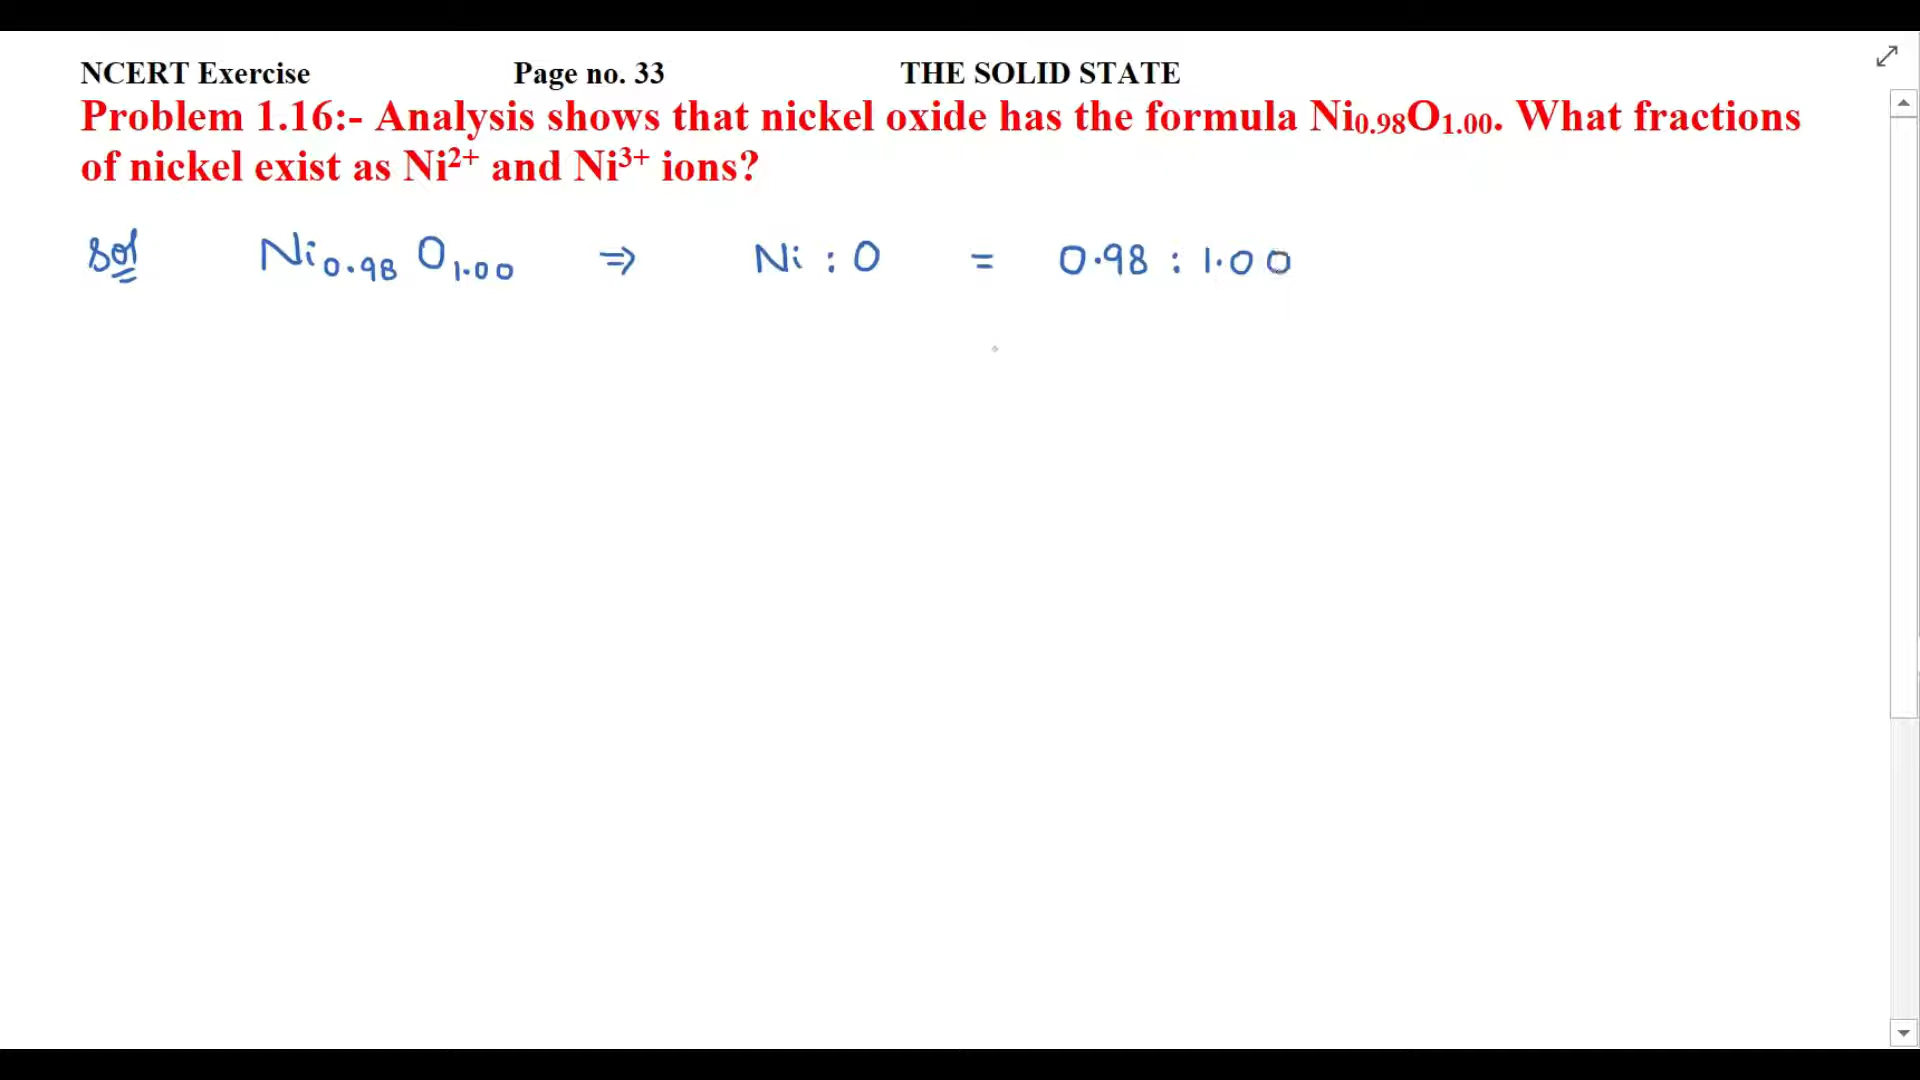 NCERT Exercise Page no. 33 THE SOLID STATE
Problem 1.16:- Analysis shows that nickel oxide has the formula Ni₀.₉₈O₁.₀₀. What fractions
of nickel exist as Ni²⁺ and Ni³⁺ ions?
Sol Ni₀.₉₈ O₁.₀₀ ⇒ Ni : O = 0.98 : 1.00